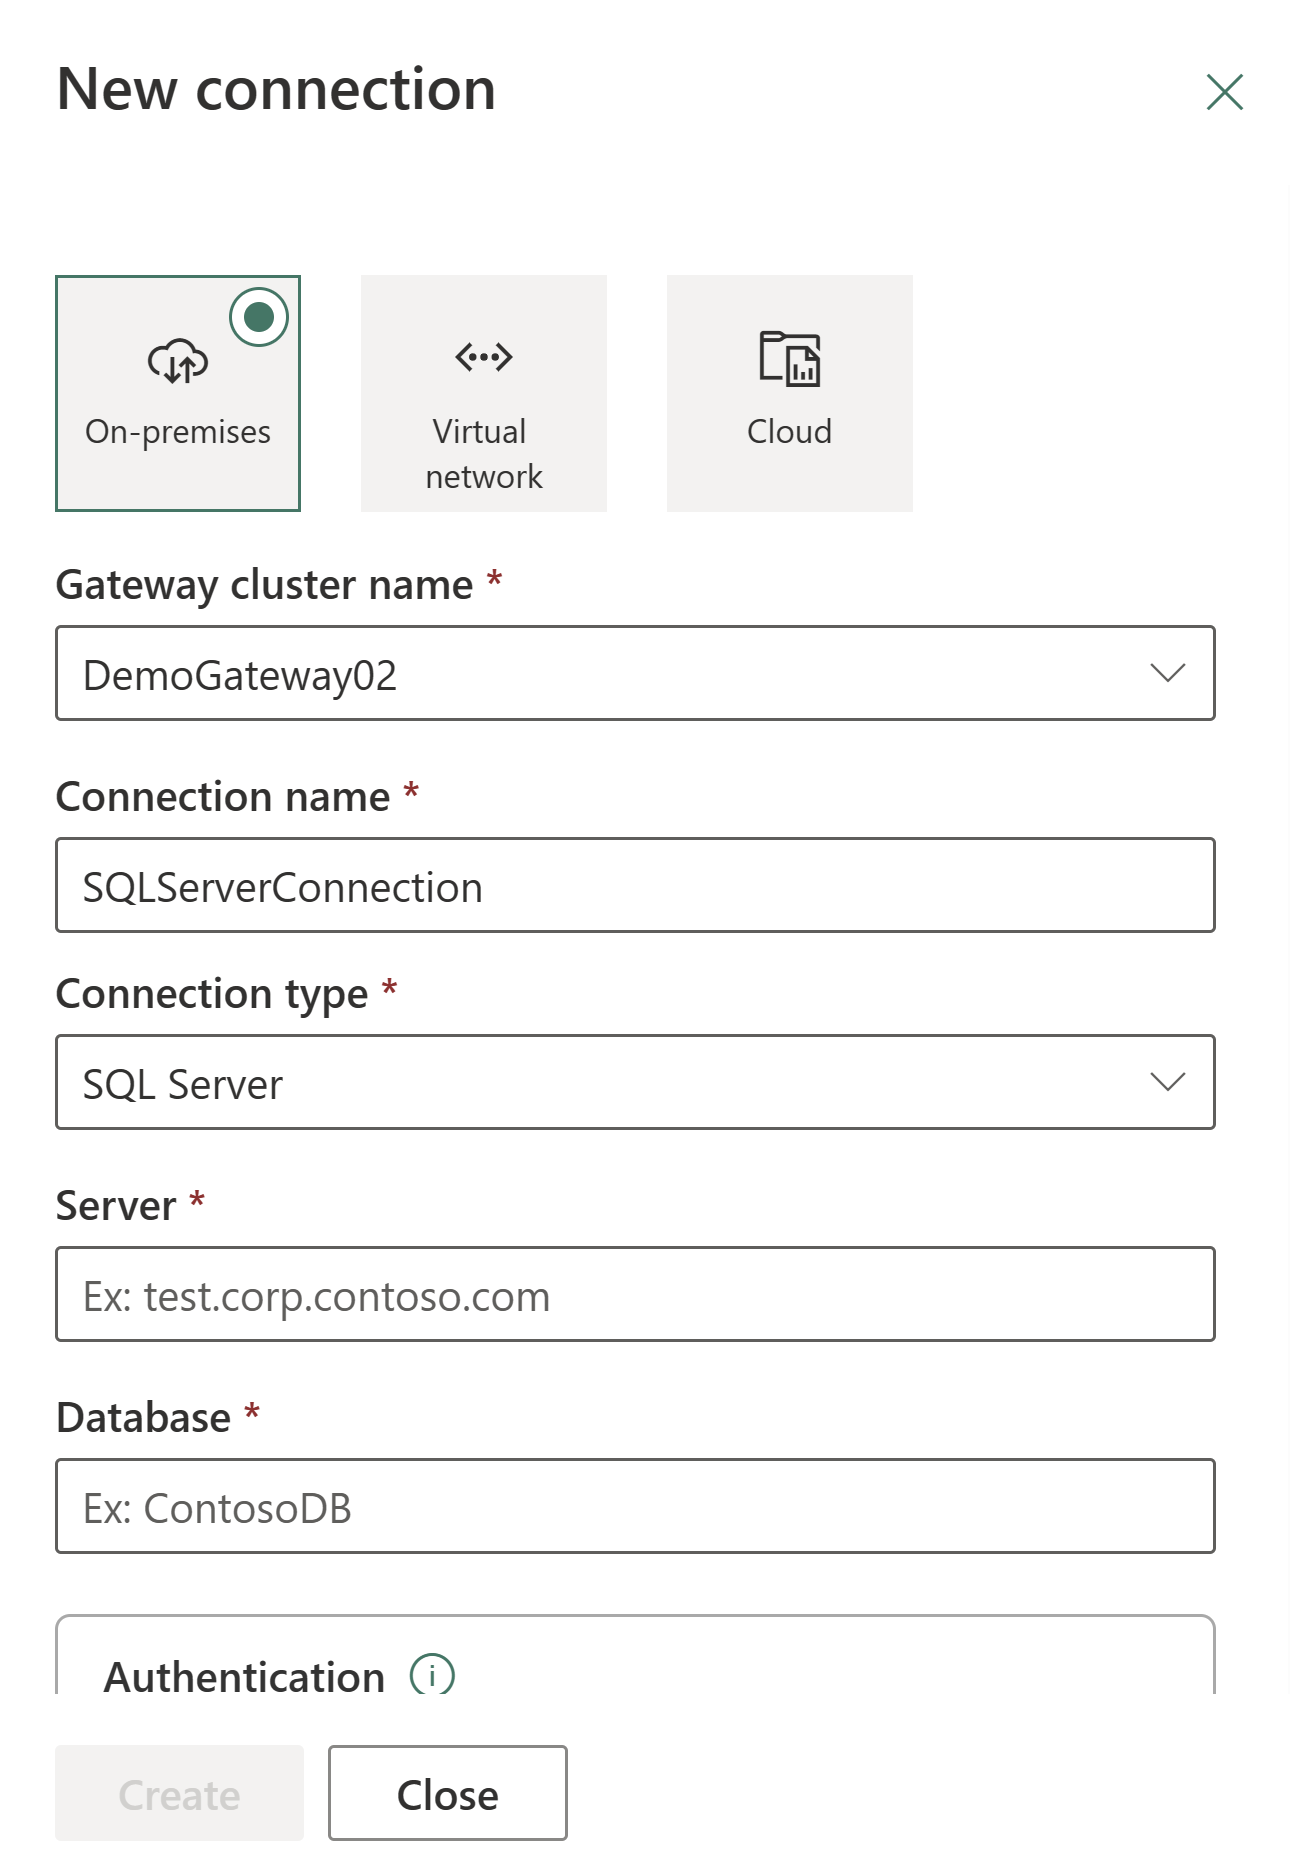 New connection
On-premises
Virtual
network
Cloud
Gateway cluster name *
DemoGateway02
Connection name *
SQLServerConnection
Connection type *
SQL Server
Server *
Ex: test.corp.contoso.com
Database *
Ex: ContosoDB
Authentication
Create
Close